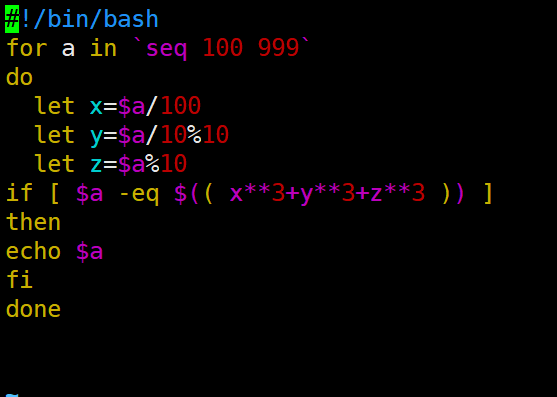 #!/bin/bash
for a in `seq 100 999`
do
  let x=$a/100
  let y=$a/10%10
  let z=$a%10
if [ $a -eq $(( x**3+y**3+z**3 )) ]
then
echo $a
fi
done
~